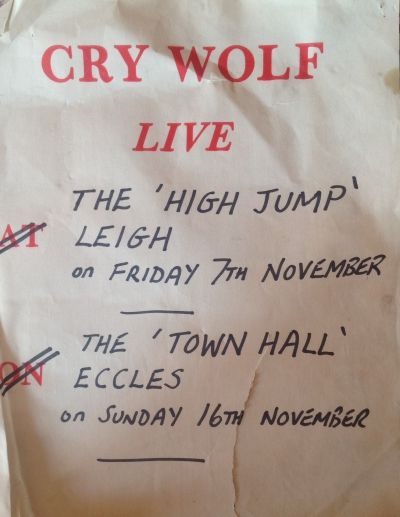 CRY WOLF
LIVE
THE 'HIGH JUMP'
AT LEIGH
on FRIDAY 7TH NOVEMBER
THE 'TOWN HALL'
ON ECCLES
on SUNDAY 16TH NOVEMBER